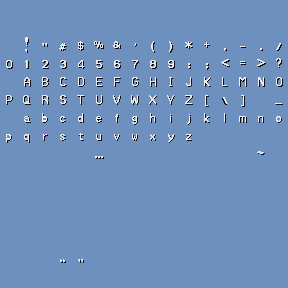 ! " # $ % & ' ( ) * + , - . /
0 1 2 3 4 5 6 7 8 9 : ; < = > ?
A B C D E F G H I J K L M N O
P Q R S T U V W X Y Z [ \ ] _
a b c d e f g h i j k l m n o
p q r s t u v w x y z
… ~
“ ”